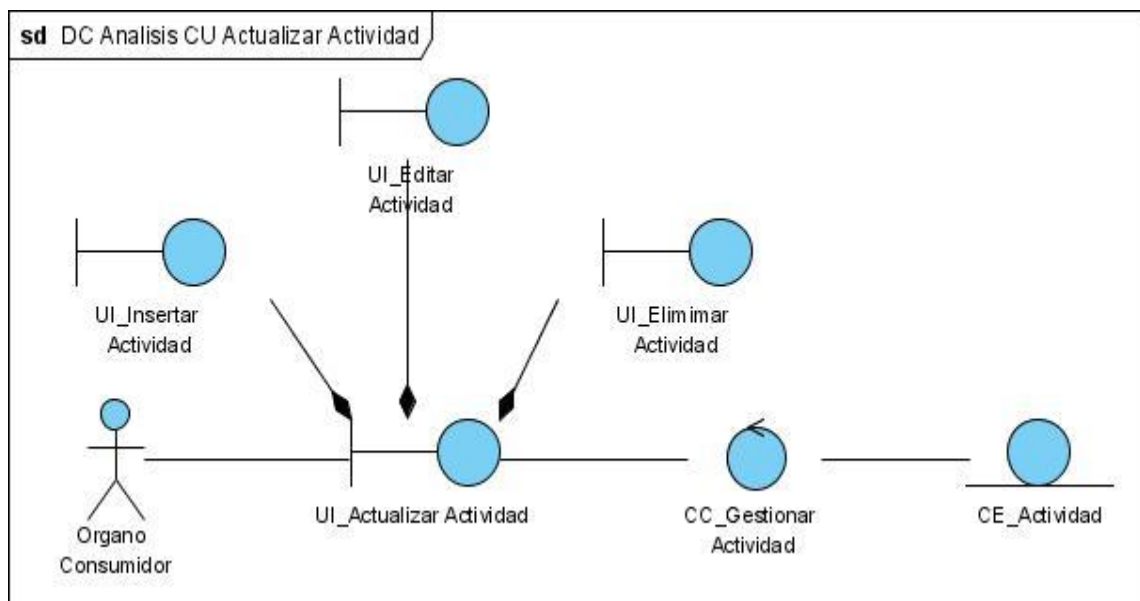 sd DC Analisis CU Actualizar Actividad
UI_Editar
Actividad
UI_Insertar
Actividad
UI_Elimimar
Actividad
Organo
Consumidor
UI_Actualizar Actividad
CC_Gestionar
Actividad
CE_Actividad